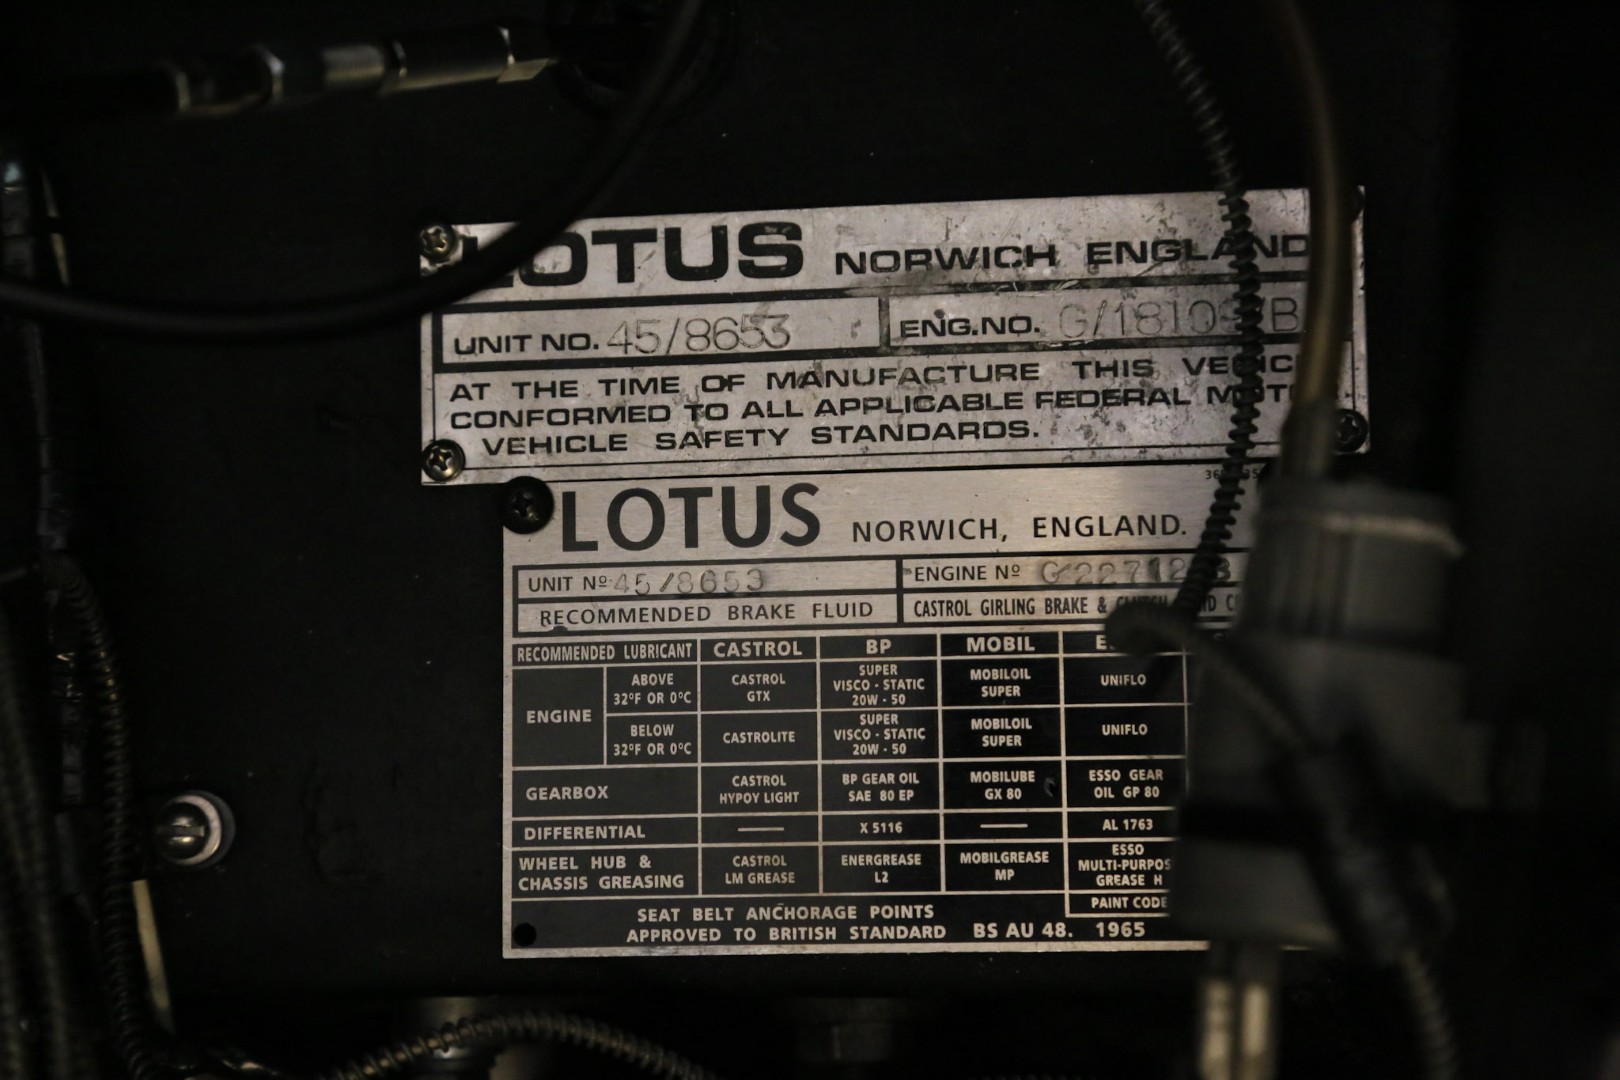 LOTUS NORWICH ENGLAND
UNIT NO. 45/8653 ENG.NO.
AT THE TIME OF MANUFACTURE THIS
CONFORMED TO ALL APPLICABLE FEDERAL
VEHICLE SAFETY STANDARDS.
LOTUS NORWICH, ENGLAND.
UNIT Nº 45/8653 ENGINE Nº
RECOMMENDED BRAKE FLUID CASTROL GIRLING BRAKE &
RECOMMENDED LUBRICANT CASTROL BP MOBIL
ENGINE
ABOVE 32ºF OR 0ºC CASTROL GTX SUPER VISCO - STATIC 20W - 50 MOBILOIL SUPER UNIFLO
BELOW 32ºF OR 0ºC CASTROLITE SUPER VISCO - STATIC 20W - 50 MOBILOIL SUPER UNIFLO
GEARBOX CASTROL HYPOY LIGHT BP GEAR OIL SAE 80 EP MOBILUBE GX 80 ESSO GEAR OIL GP 80
DIFFERENTIAL — X 5116 — AL 1763
WHEEL HUB & CHASSIS GREASING CASTROL LM GREASE ENERGREASE L2 MOBILGREASE MP ESSO MULTI-PURPOS GREASE H
PAINT CODE
SEAT BELT ANCHORAGE POINTS
APPROVED TO BRITISH STANDARD BS AU 48. 1965